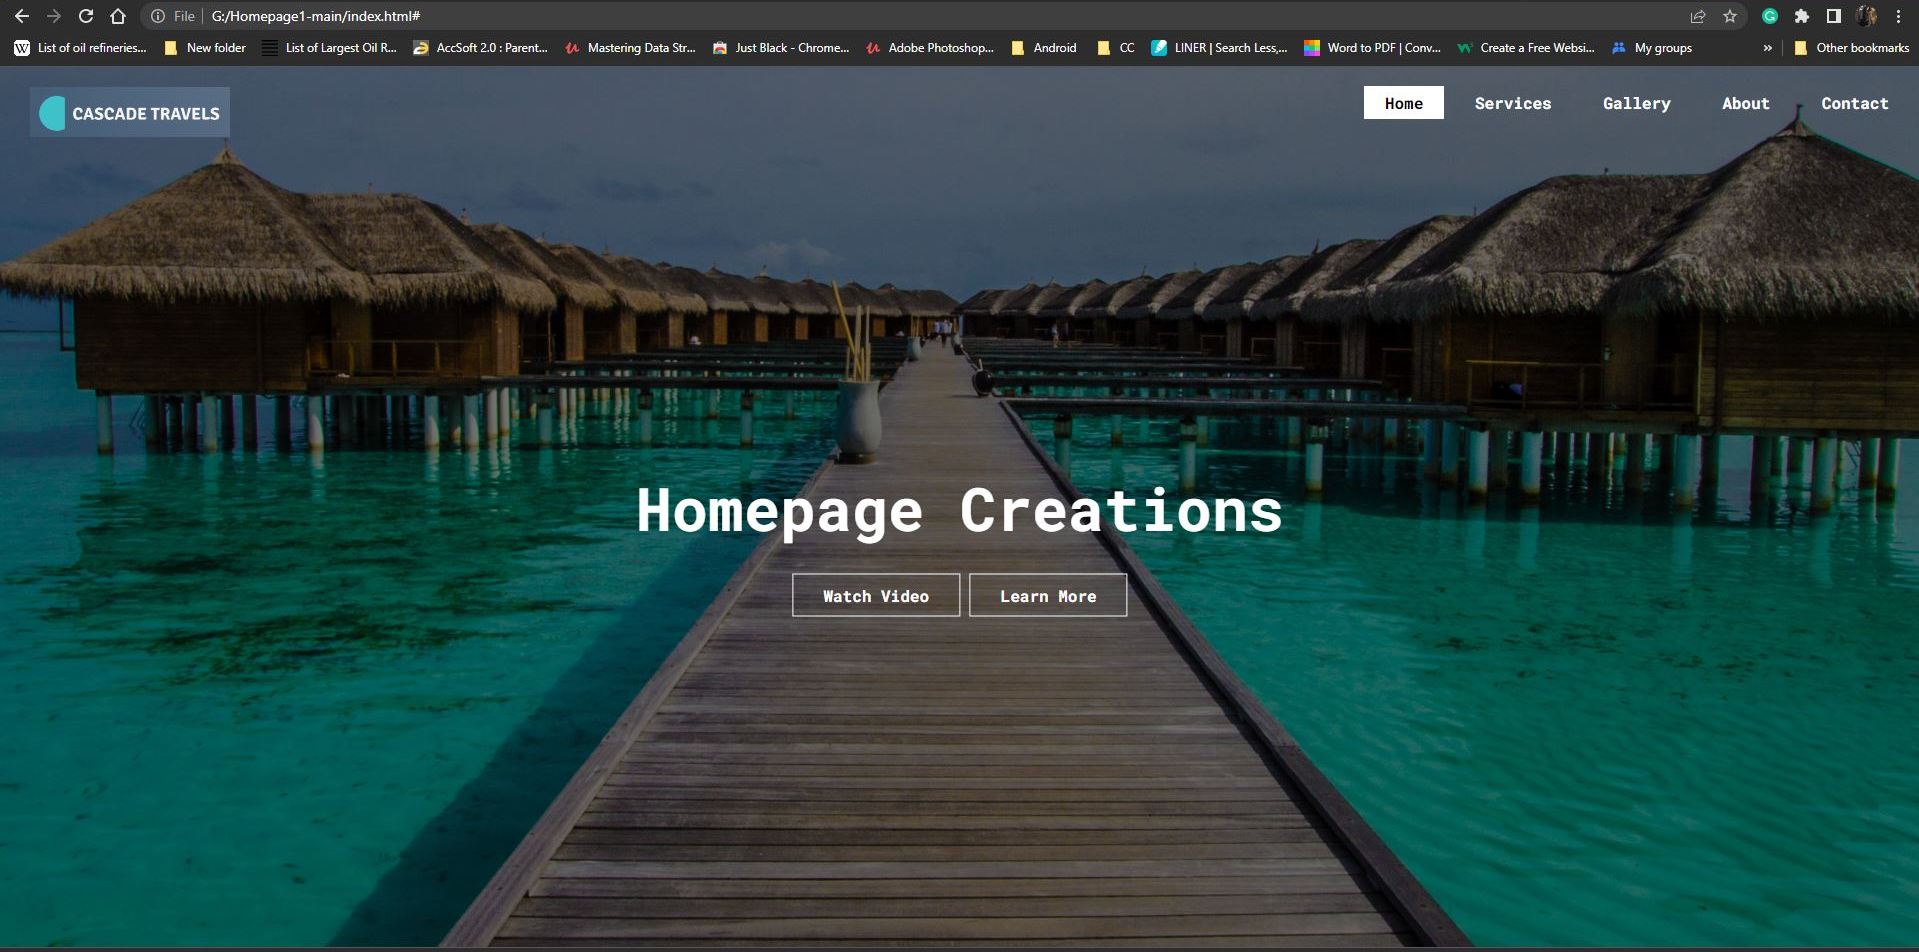 File G:/Homepage1-main/index.html#
List of oil refineries... New folder List of Largest Oil R... AccSoft 2.0 : Parent... Mastering Data Str... Just Black - Chrome... Adobe Photoshop... Android CC LINER | Search Less,... Word to PDF | Conv... Create a Free Websi... My groups » Other bookmarks
CASCADE TRAVELS Home Services Gallery About Contact
Homepage Creations
Watch Video Learn More